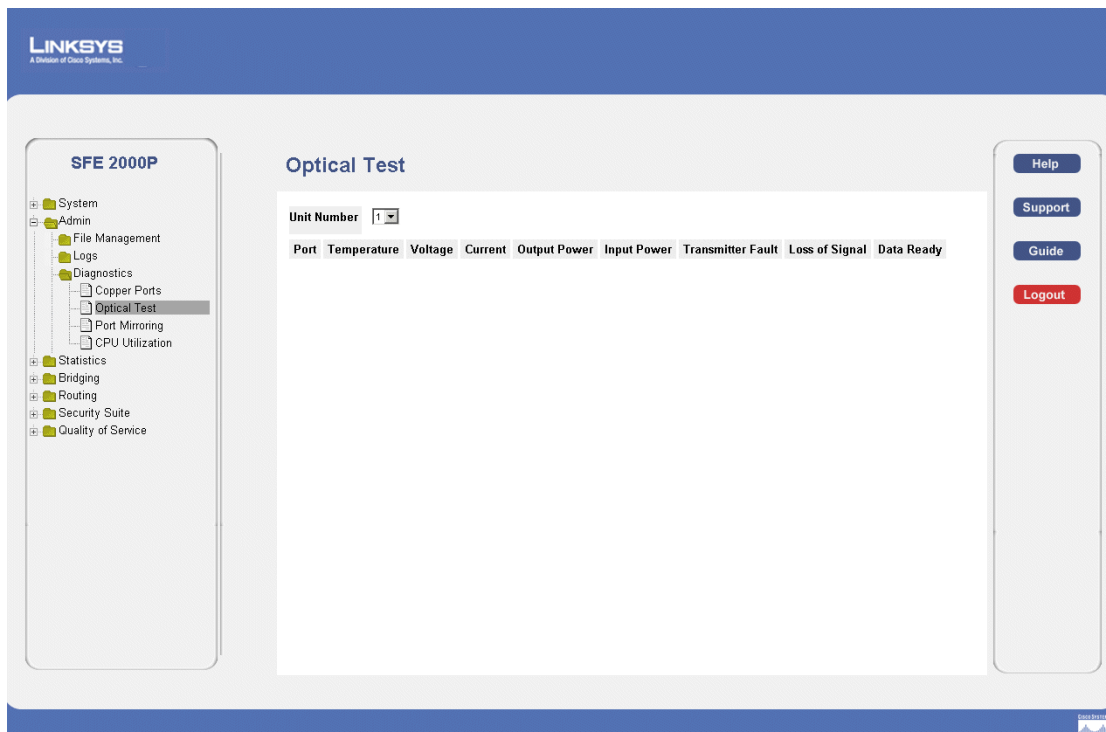 LINKSYS
A Division of Cisco Systems, Inc.
SFE 2000P
System
Admin
File Management
Logs
Diagnostics
Copper Ports
Optical Test
Port Mirroring
CPU Utilization
Statistics
Bridging
Routing
Security Suite
Quality of Service
Optical Test
Unit Number 1
Port Temperature Voltage Current Output Power Input Power Transmitter Fault Loss of Signal Data Ready
Help
Support
Guide
Logout